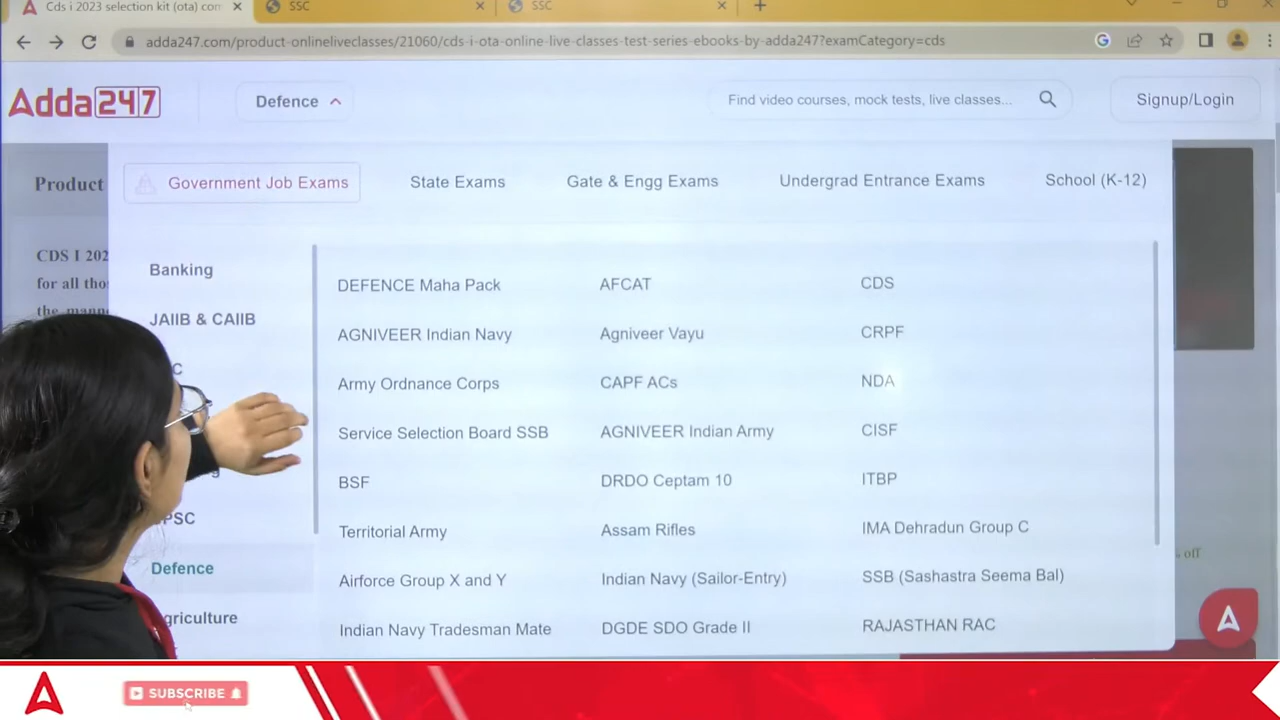 Cds i 2023 selection kit (ota) com
SSC
SSC
adda247.com/product-onlineliveclasses/21060/cds-i-ota-online-live-classes-test-series-ebooks-by-adda247?examCategory=cds
Adda247
Defence
Find video courses, mock tests, live classes...
Signup/Login
Product
Government Job Exams
State Exams
Gate & Engg Exams
Undergrad Entrance Exams
School (K-12)
CDS I 202
for all tho
the mann
Banking
JAIIB & CAIIB
C
PSC
Defence
griculture
DEFENCE Maha Pack
AFCAT
CDS
AGNIVEER Indian Navy
Agniveer Vayu
CRPF
Army Ordnance Corps
CAPF ACs
NDA
Service Selection Board SSB
AGNIVEER Indian Army
CISF
BSF
DRDO Ceptam 10
ITBP
Territorial Army
Assam Rifles
IMA Dehradun Group C
Airforce Group X and Y
Indian Navy (Sailor-Entry)
SSB (Sashastra Seema Bal)
Indian Navy Tradesman Mate
DGDE SDO Grade II
RAJASTHAN RAC
off
SUBSCRIBE